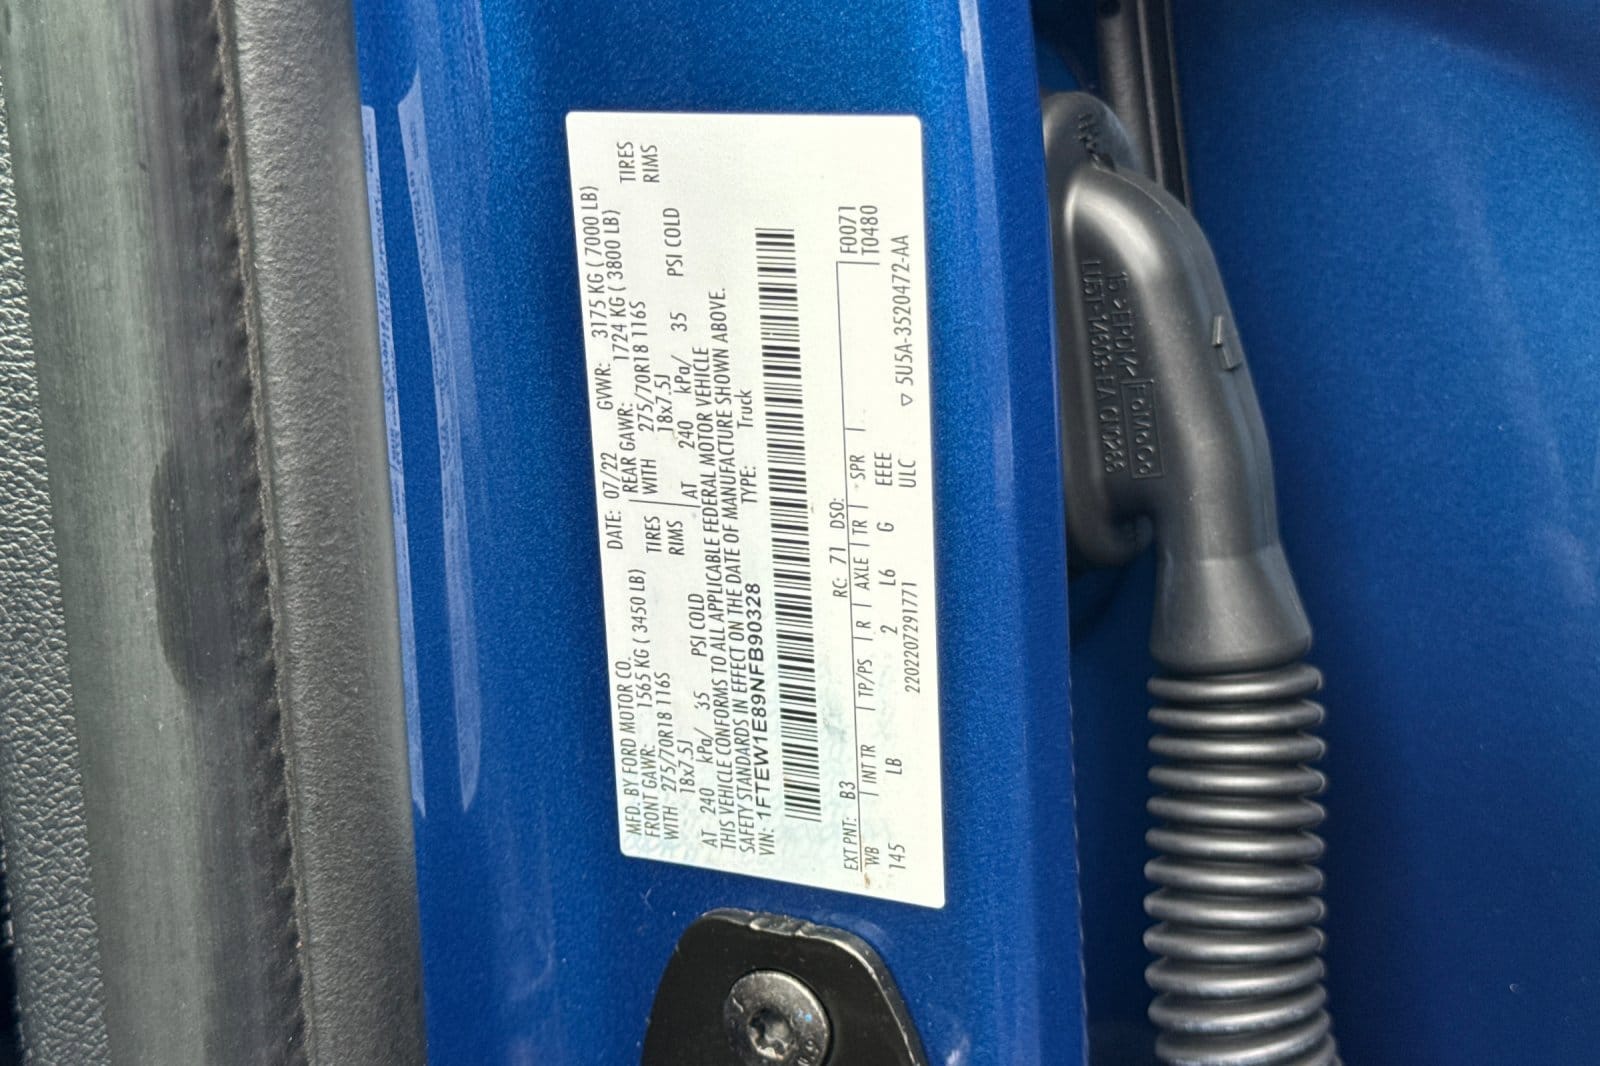 MFD. BY FORD MOTOR CO. DATE: 07/22 GVWR: 3175 KG ( 7000 LB)
FRONT GAWR: 1565 KG ( 3450 LB) REAR GAWR: 1724 KG ( 3800 LB)
WITH 275/70R18 116S TIRES WITH 275/70R18 116S TIRES
18x7.5J RIMS 18x7.5J RIMS
AT 240 kPa/ 35 PSI COLD AT 240 kPa/ 35 PSI COLD
THIS VEHICLE CONFORMS TO ALL APPLICABLE FEDERAL MOTOR VEHICLE
SAFETY STANDARDS IN EFFECT ON THE DATE OF MANUFACTURE SHOWN ABOVE.
VIN: 1FTEW1E89NFB90328 TYPE: Truck
EXT PNT: B3 RC: 71 DSO: F0071
WB INT TR TP/PS R AXLE TR SPR T0480
145 LB 2 L6 G EEEE
ULC
220220729177 1 ▽ 5U5A-3520472-AA
FoMoCo